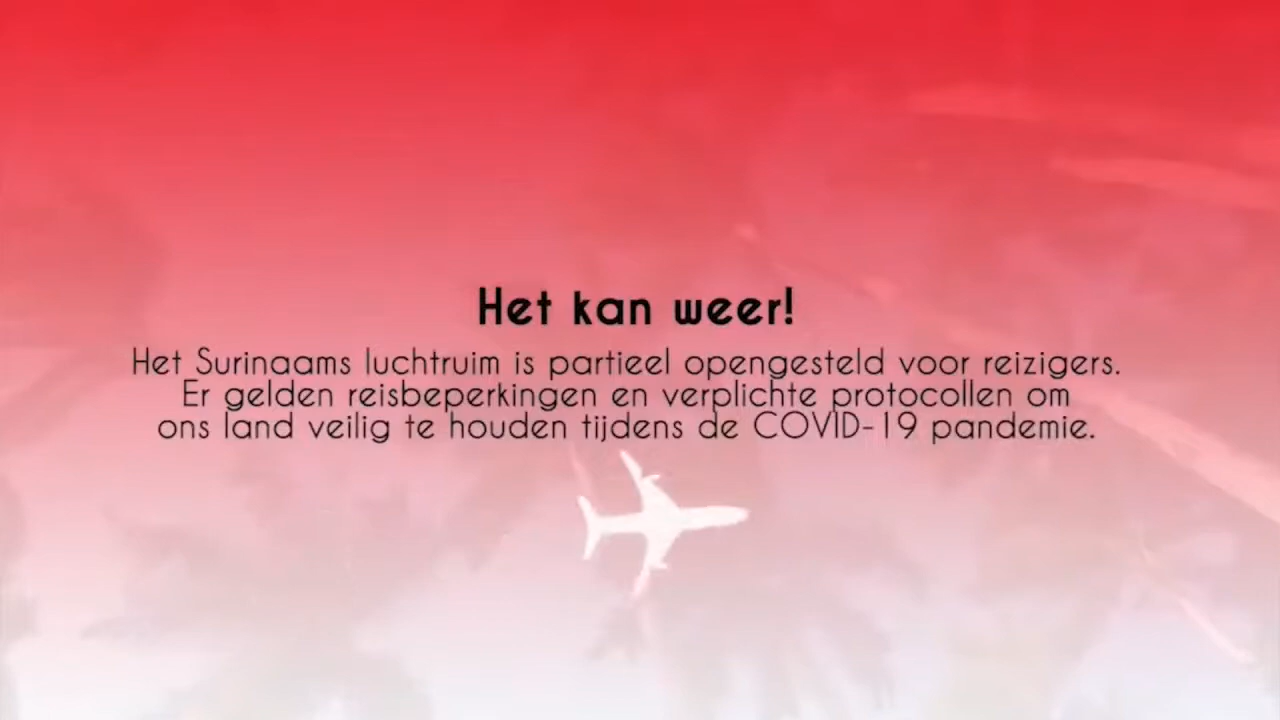 Het kan weer!
Het Surinaams luchtruim is partieel opengesteld voor reizigers.
Er gelden reisbeperkingen en verplichte protocollen om
ons land veilig te houden tijdens de COVID-19 pandemie.